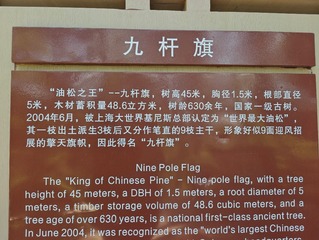 九杆旗
"油松之王"--九杆旗，树高45米，胸径1.5米，根部直径
5米，木材蓄积量48.6立方米，树龄630余年，国家一级古树。
2004年6月，被上海大世界基尼斯总部认定为"世界最大油松"，
其一枝出土派生3枝后又分作笔直的9枝主干，形象好似9面迎风招
展的擎天旗帜，因此得名"九杆旗"。
Nine Pole Flag
The "King of Chinese Pine" - Nine pole flag, with a tree
height of 45 meters, a DBH of 1.5 meters, a root diameter of 5
meters, a timber storage volume of 48.6 cubic meters, and a
tree age of over 630 years, is a national first-class ancient tree.
In June 2004, it was recognized as the "world's largest Chinese